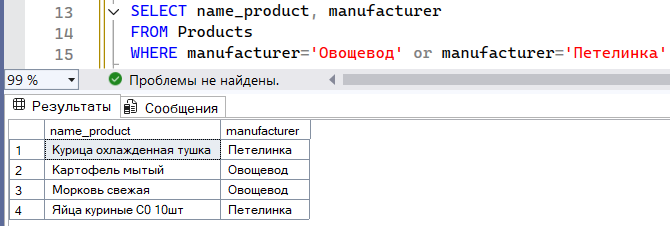 13 SELECT name_product, manufacturer
14 FROM Products
15 WHERE manufacturer='Овощевод' or manufacturer='Петелинка'
99 % Проблемы не найдены.
Результаты Сообщения
name_product manufacturer
1 Курица охлажденная тушка Петелинка
2 Картофель мытый Овощевод
3 Морковь свежая Овощевод
4 Яйца куриные С0 10шт Петелинка